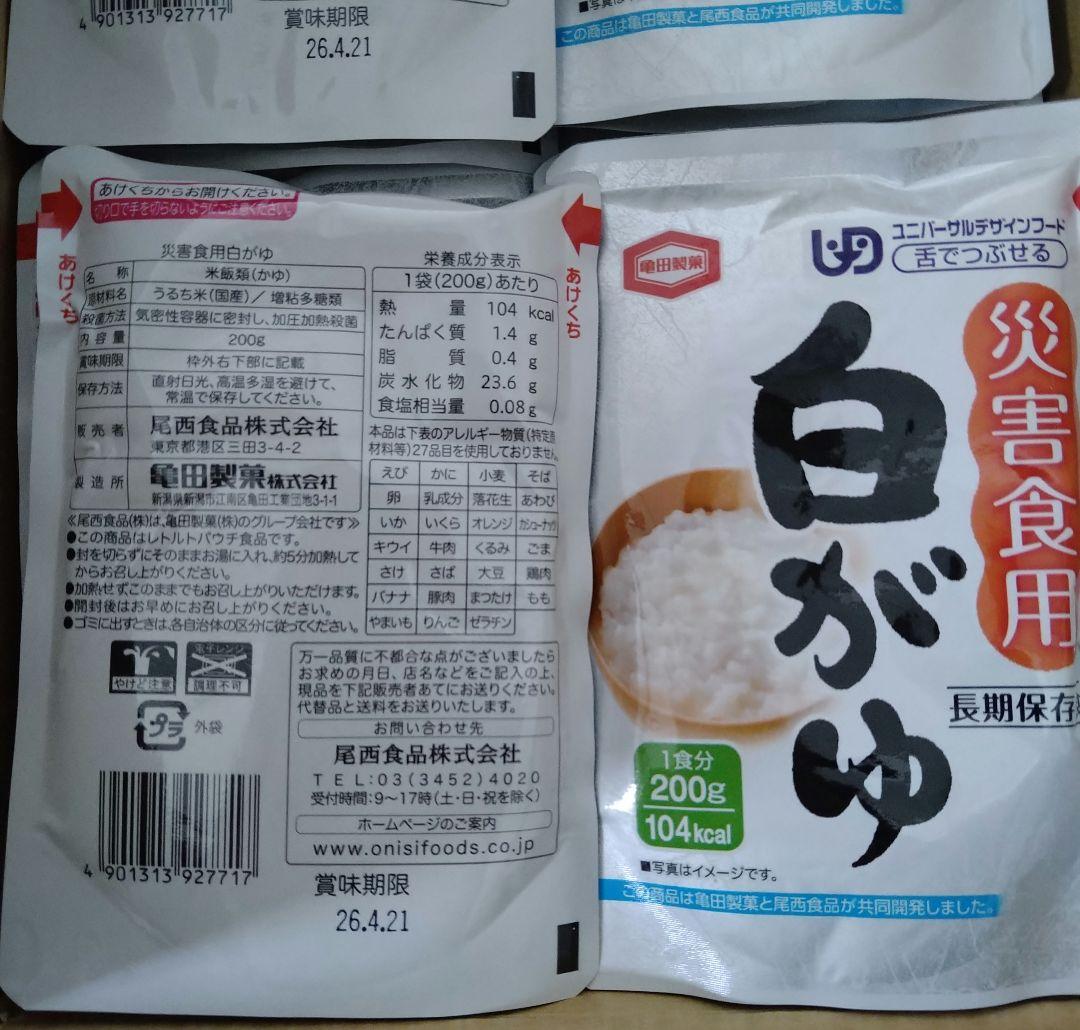 4 901313 927717
賞味期限
26.4.21
■写真は
この商品は亀田製菓と尾西食品が共同開発しました。
あけくちからお開けください。
切り口で手を切らないようにご注意ください。
あけくち
あけくち
災害食用白がゆ
名 称 米飯類(かゆ)
原材料名 うるち米(国産)／増粘多糖類
殺菌方法 気密性容器に密封し、加圧加熱殺菌
内容量 200g
賞味期限 枠外右下部に記載
保存方法 直射日光、高温多湿を避けて、
常温で保存してください。
販売者 尾西食品株式会社
東京都港区三田3-4-2
製造所 亀田製菓株式会社
新潟県新潟市江南区亀田工業団地3-1-1
≪尾西食品(株)は、亀田製菓(株)のグループ会社です≫
●この商品はレトルトパウチ食品です。
●封を切らずにそのままお湯に入れ、約5分加熱して
からお召し上がりください。
●加熱せずこのままでもお召し上がりいただけます。
●開封後はお早めにお召し上がりください。
●ゴミに出すときは、各自治体の区分に従ってください。
やけど注意
電子レンジ
調理不可
プラ 外袋
4 901313 927717
栄養成分表示
1袋(200g)あたり
熱 量 104 kcal
たんぱく質 1.4 g
脂 質 0.4 g
炭水化物 23.6 g
食塩相当量 0.08 g
本品は下表のアレルギー物質(特定原
材料等)27品目を使用しておりません。
えび かに 小麦 そば
卵 乳成分 落花生 あわび
いか いくら オレンジ カシューナッツ
キウイ 牛肉 くるみ ごま
さけ さば 大豆 鶏肉
バナナ 豚肉 まつたけ もも
やまいも りんご ゼラチン
万一品質に不都合な点がございましたら
お求めの月日、店名などをご記入の上、
現品を下記販売者あてにお送りください。
代替品と送料をお送りいたします。
お問い合わせ先
尾西食品株式会社
TEL:03(3452)4020
受付時間:9〜17時(土・日・祝を除く)
ホームページのご案内
www.onisifoods.co.jp
賞味期限
26.4.21
亀田製菓
UD
ユニバーサルデザインフード
舌でつぶせる
災害食用
白がゆ
長期保存
1食分
200g
104kcal
■写真はイメージです。
この商品は亀田製菓と尾西食品が共同開発しました。